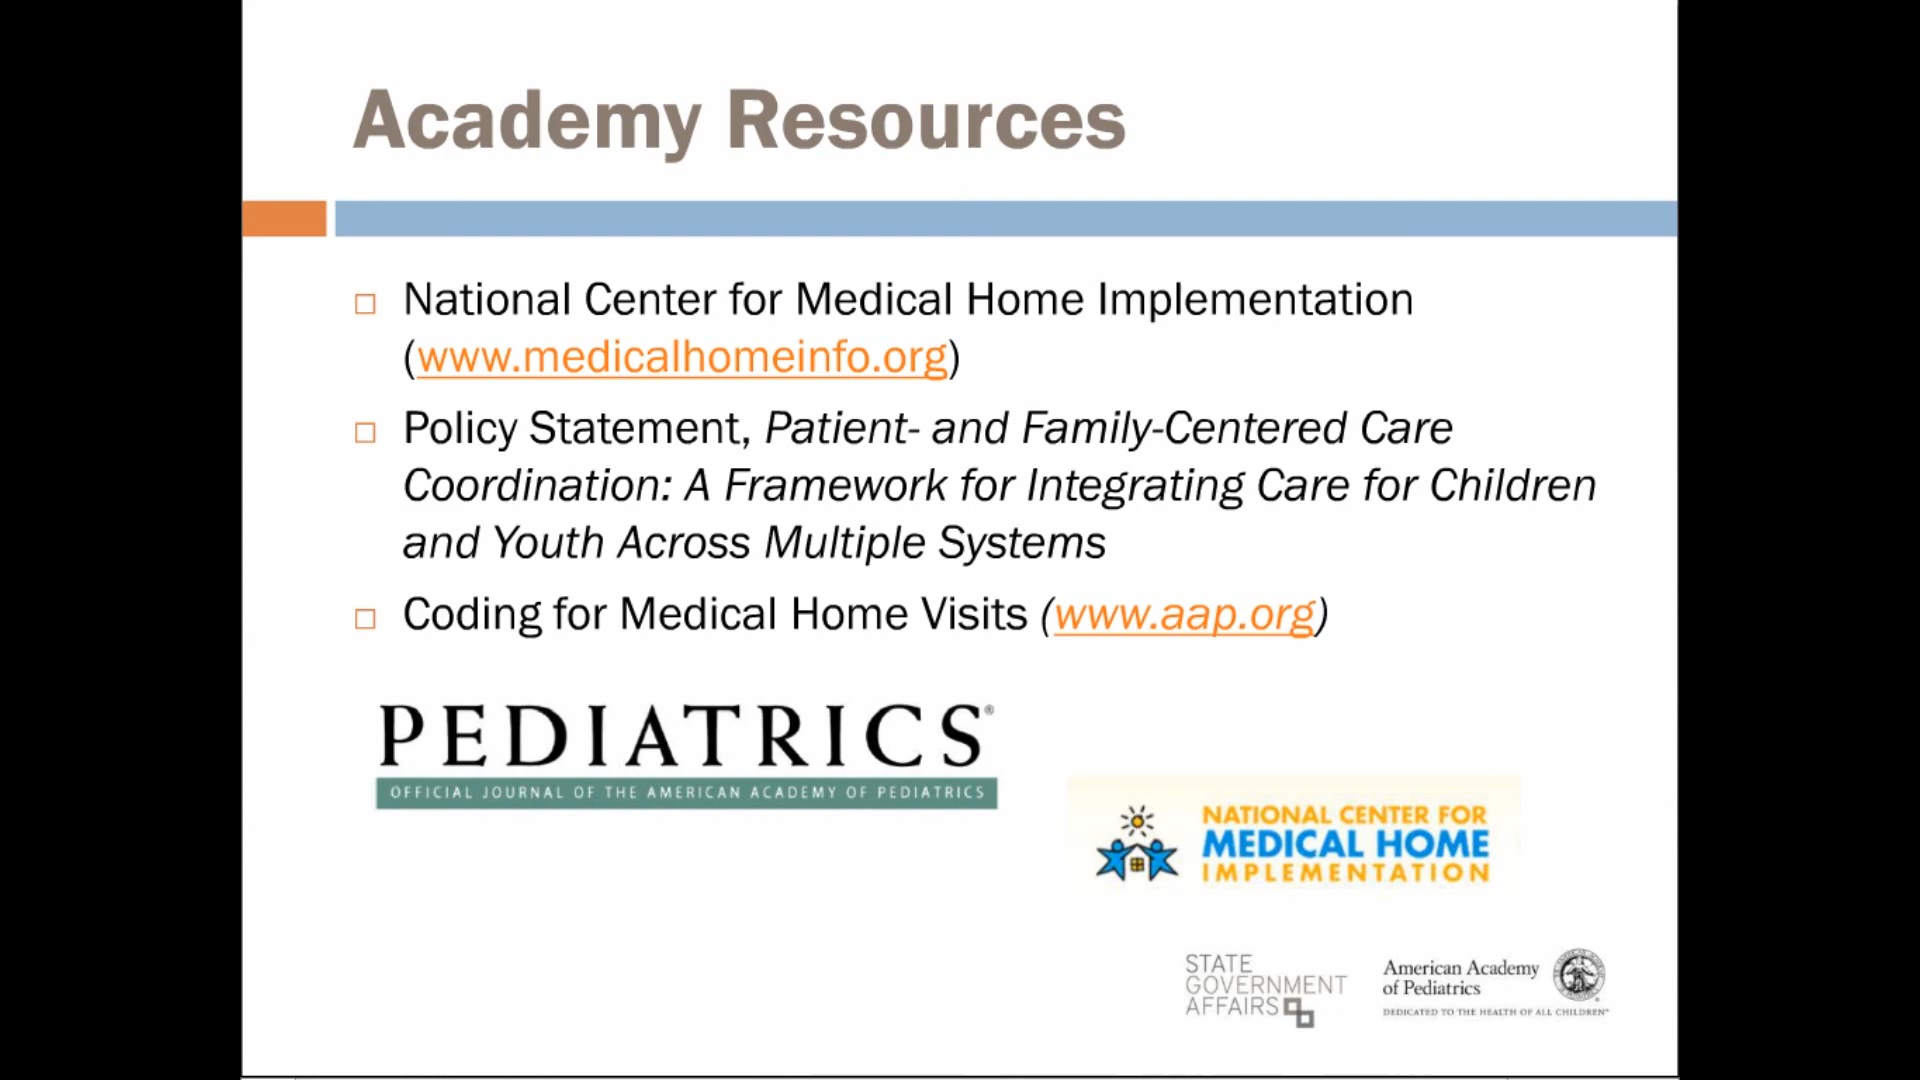 Academy Resources
National Center for Medical Home Implementation
(www.medicalhomeinfo.org)
Policy Statement, Patient- and Family-Centered Care
Coordination: A Framework for Integrating Care for Children
and Youth Across Multiple Systems
Coding for Medical Home Visits (www.aap.org)
PEDIATRICS®
OFFICIAL JOURNAL OF THE AMERICAN ACADEMY OF PEDIATRICS
NATIONAL CENTER FOR
MEDICAL HOME
IMPLEMENTATION
STATE
GOVERNMENT
AFFAIRS
American Academy
of Pediatrics
DEDICATED TO THE HEALTH OF ALL CHILDREN®